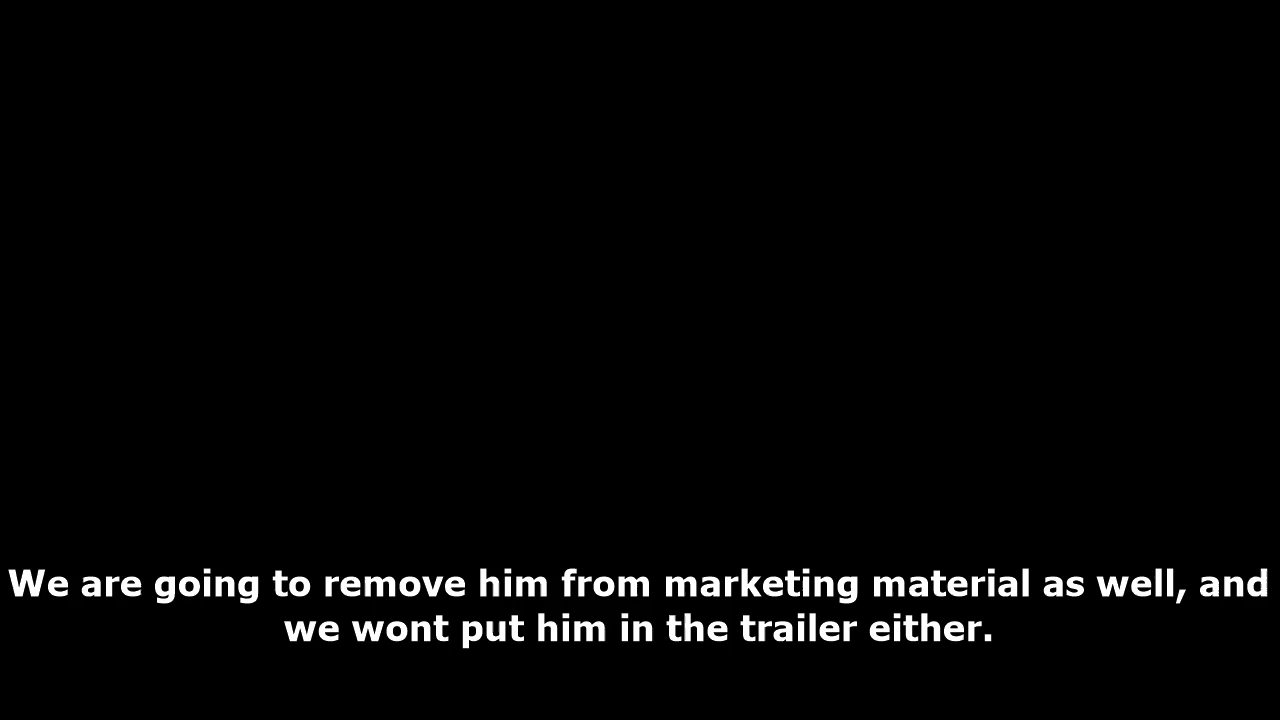 We are going to remove him from marketing material as well, and
we wont put him in the trailer either.